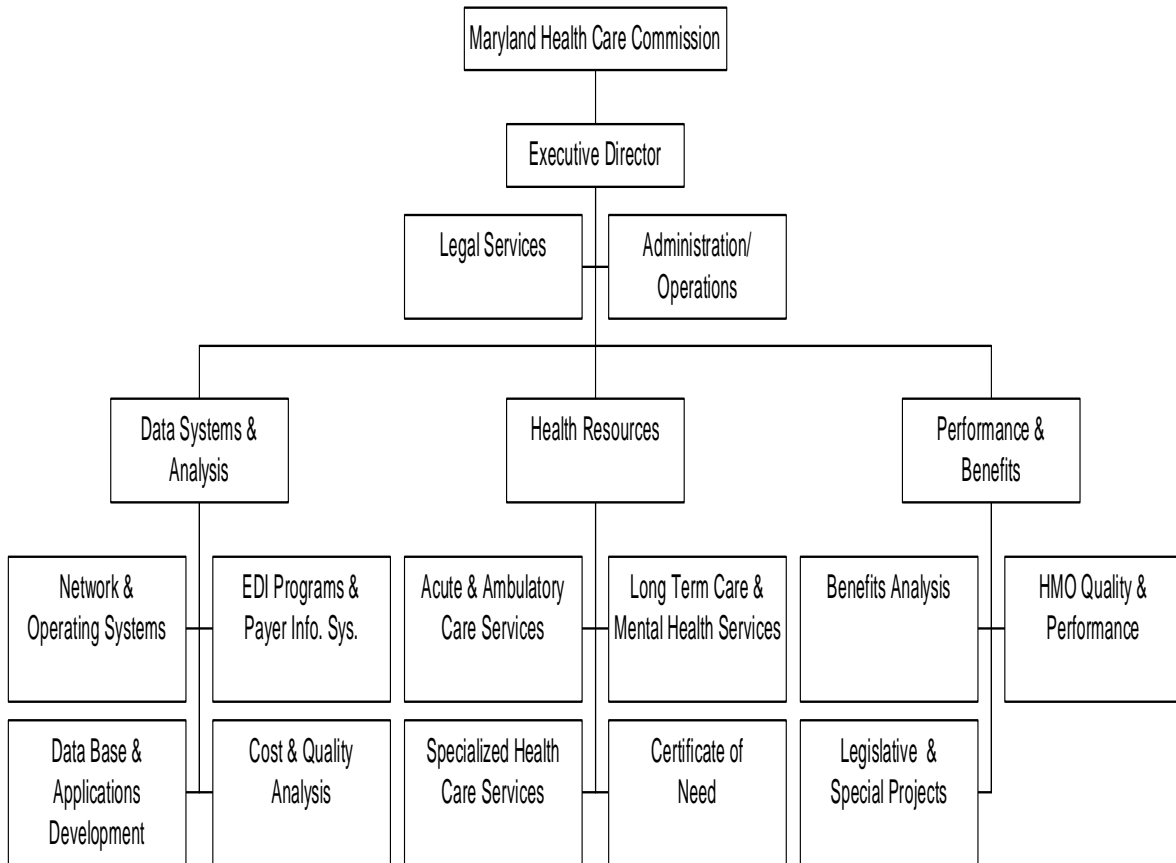 Maryland Health Care Commission
Executive Director
Legal Services
Administration/
Operations
Data Systems &
Analysis
Health Resources
Performance &
Benefits
Network &
Operating Systems
EDI Programs &
Payer Info. Sys.
Acute & Ambulatory
Care Services
Long Term Care &
Mental Health Services
Benefits Analysis
HMO Quality &
Performance
Data Base &
Applications
Development
Cost & Quality
Analysis
Specialized Health
Care Services
Certificate of
Need
Legislative &
Special Projects